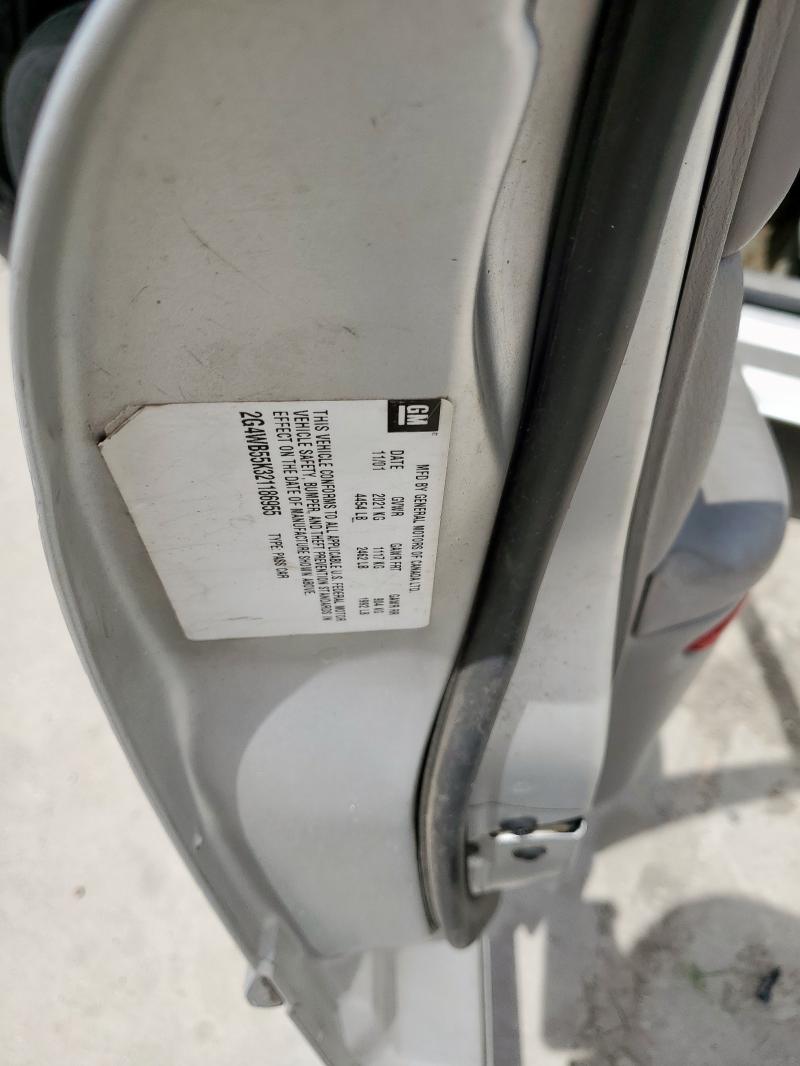 GM
MFD BY GENERAL MOTORS OF CANADA LTD.
DATE GVWR GAWR FRT GAWR RR
11/01 2021 KG 1117 KG 904 KG
4454 LB 2462 LB 1992 LB
THIS VEHICLE CONFORMS TO ALL APPLICABLE U.S. FEDERAL MOTOR
VEHICLE SAFETY, BUMPER, AND THEFT PREVENTION STANDARDS IN
EFFECT ON THE DATE OF MANUFACTURE SHOWN ABOVE.
2G4WB55K321186955 TYPE: PASS CAR